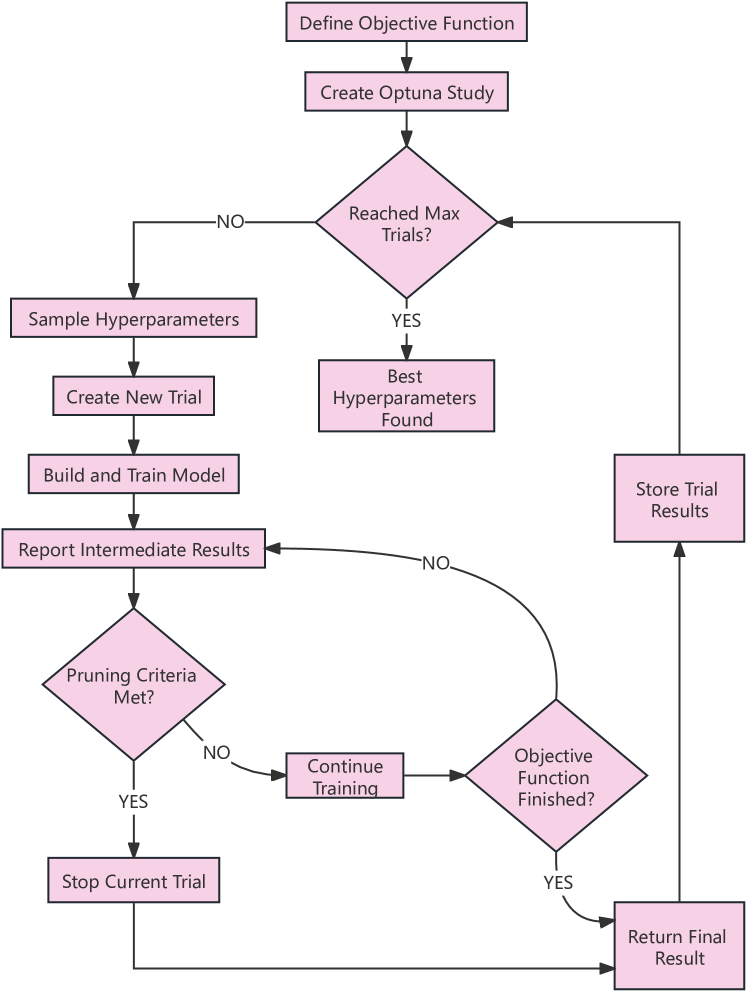 Define Objective Function
Create Optuna Study
Reached Max
Trials?
NO
YES
Sample Hyperparameters
Best
Hyperparameters
Found
Create New Trial
Build and Train Model
Store Trial
Results
Report Intermediate Results
NO
Pruning Criteria
Met?
NO
Continue
Training
Objective
Function
Finished?
YES
Stop Current Trial
YES
Return Final
Result